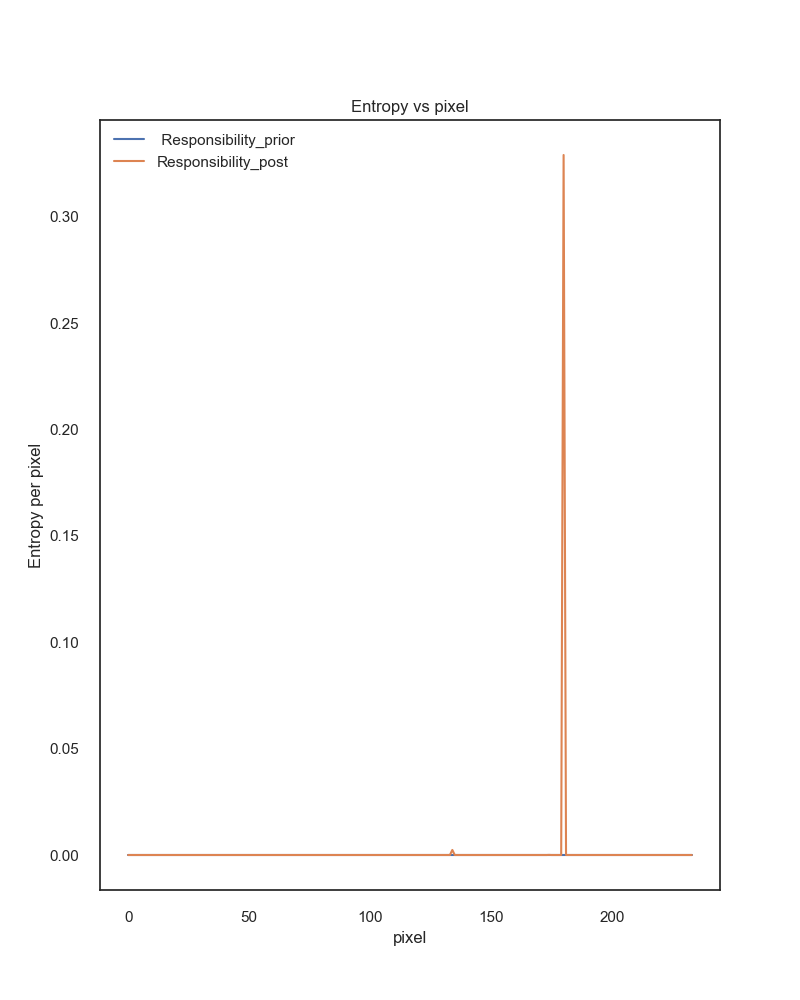 Entropy vs pixel
Responsibility_prior
Responsibility_post
0.30
0.25
0.20
0.15
0.10
0.05
0.00
Entropy per pixel
0 50 100 150 200
pixel